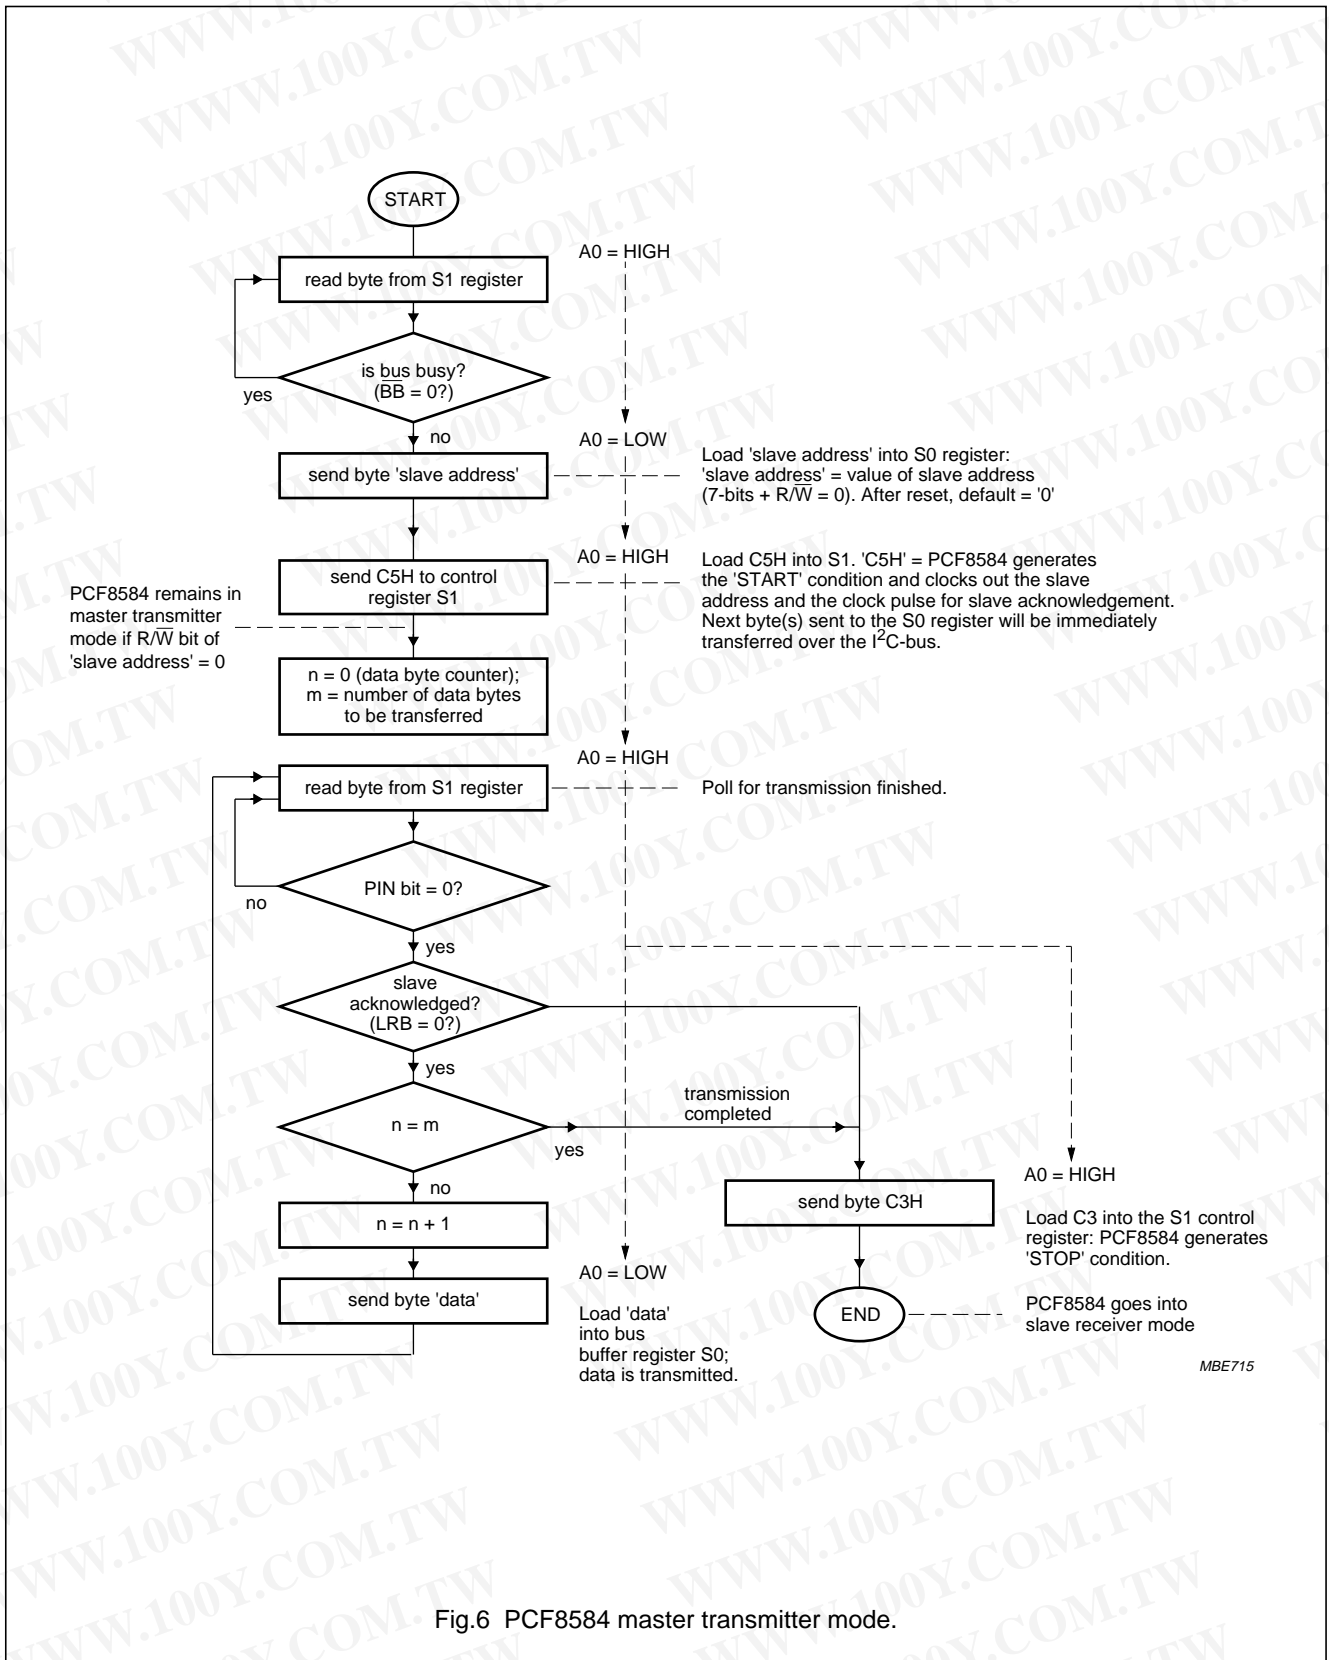 START
A0 = HIGH
read byte from S1 register
is bus busy?
(B̅B̅ = 0?)
yes
no
A0 = LOW
send byte 'slave address'
Load 'slave address' into S0 register:
'slave address' = value of slave address
(7-bits + R/W̅ = 0). After reset, default = '0'
A0 = HIGH
send C5H to control
register S1
Load C5H into S1. 'C5H' = PCF8584 generates
the 'START' condition and clocks out the slave
address and the clock pulse for slave acknowledgement.
Next byte(s) sent to the S0 register will be immediately
transferred over the I²C-bus.
PCF8584 remains in
master transmitter
mode if R/W̅ bit of
'slave address' = 0
n = 0 (data byte counter);
m = number of data bytes
to be transferred
A0 = HIGH
read byte from S1 register
Poll for transmission finished.
PIN bit = 0?
no
yes
slave
acknowledged?
(LRB = 0?)
yes
n = m
transmission
completed
yes
no
n = n + 1
send byte 'data'
A0 = LOW
Load 'data'
into bus
buffer register S0;
data is transmitted.
A0 = HIGH
send byte C3H
Load C3 into the S1 control
register: PCF8584 generates
'STOP' condition.
END
PCF8584 goes into
slave receiver mode
MBE715
Fig.6 PCF8584 master transmitter mode.
WWW.100Y.COM.TW